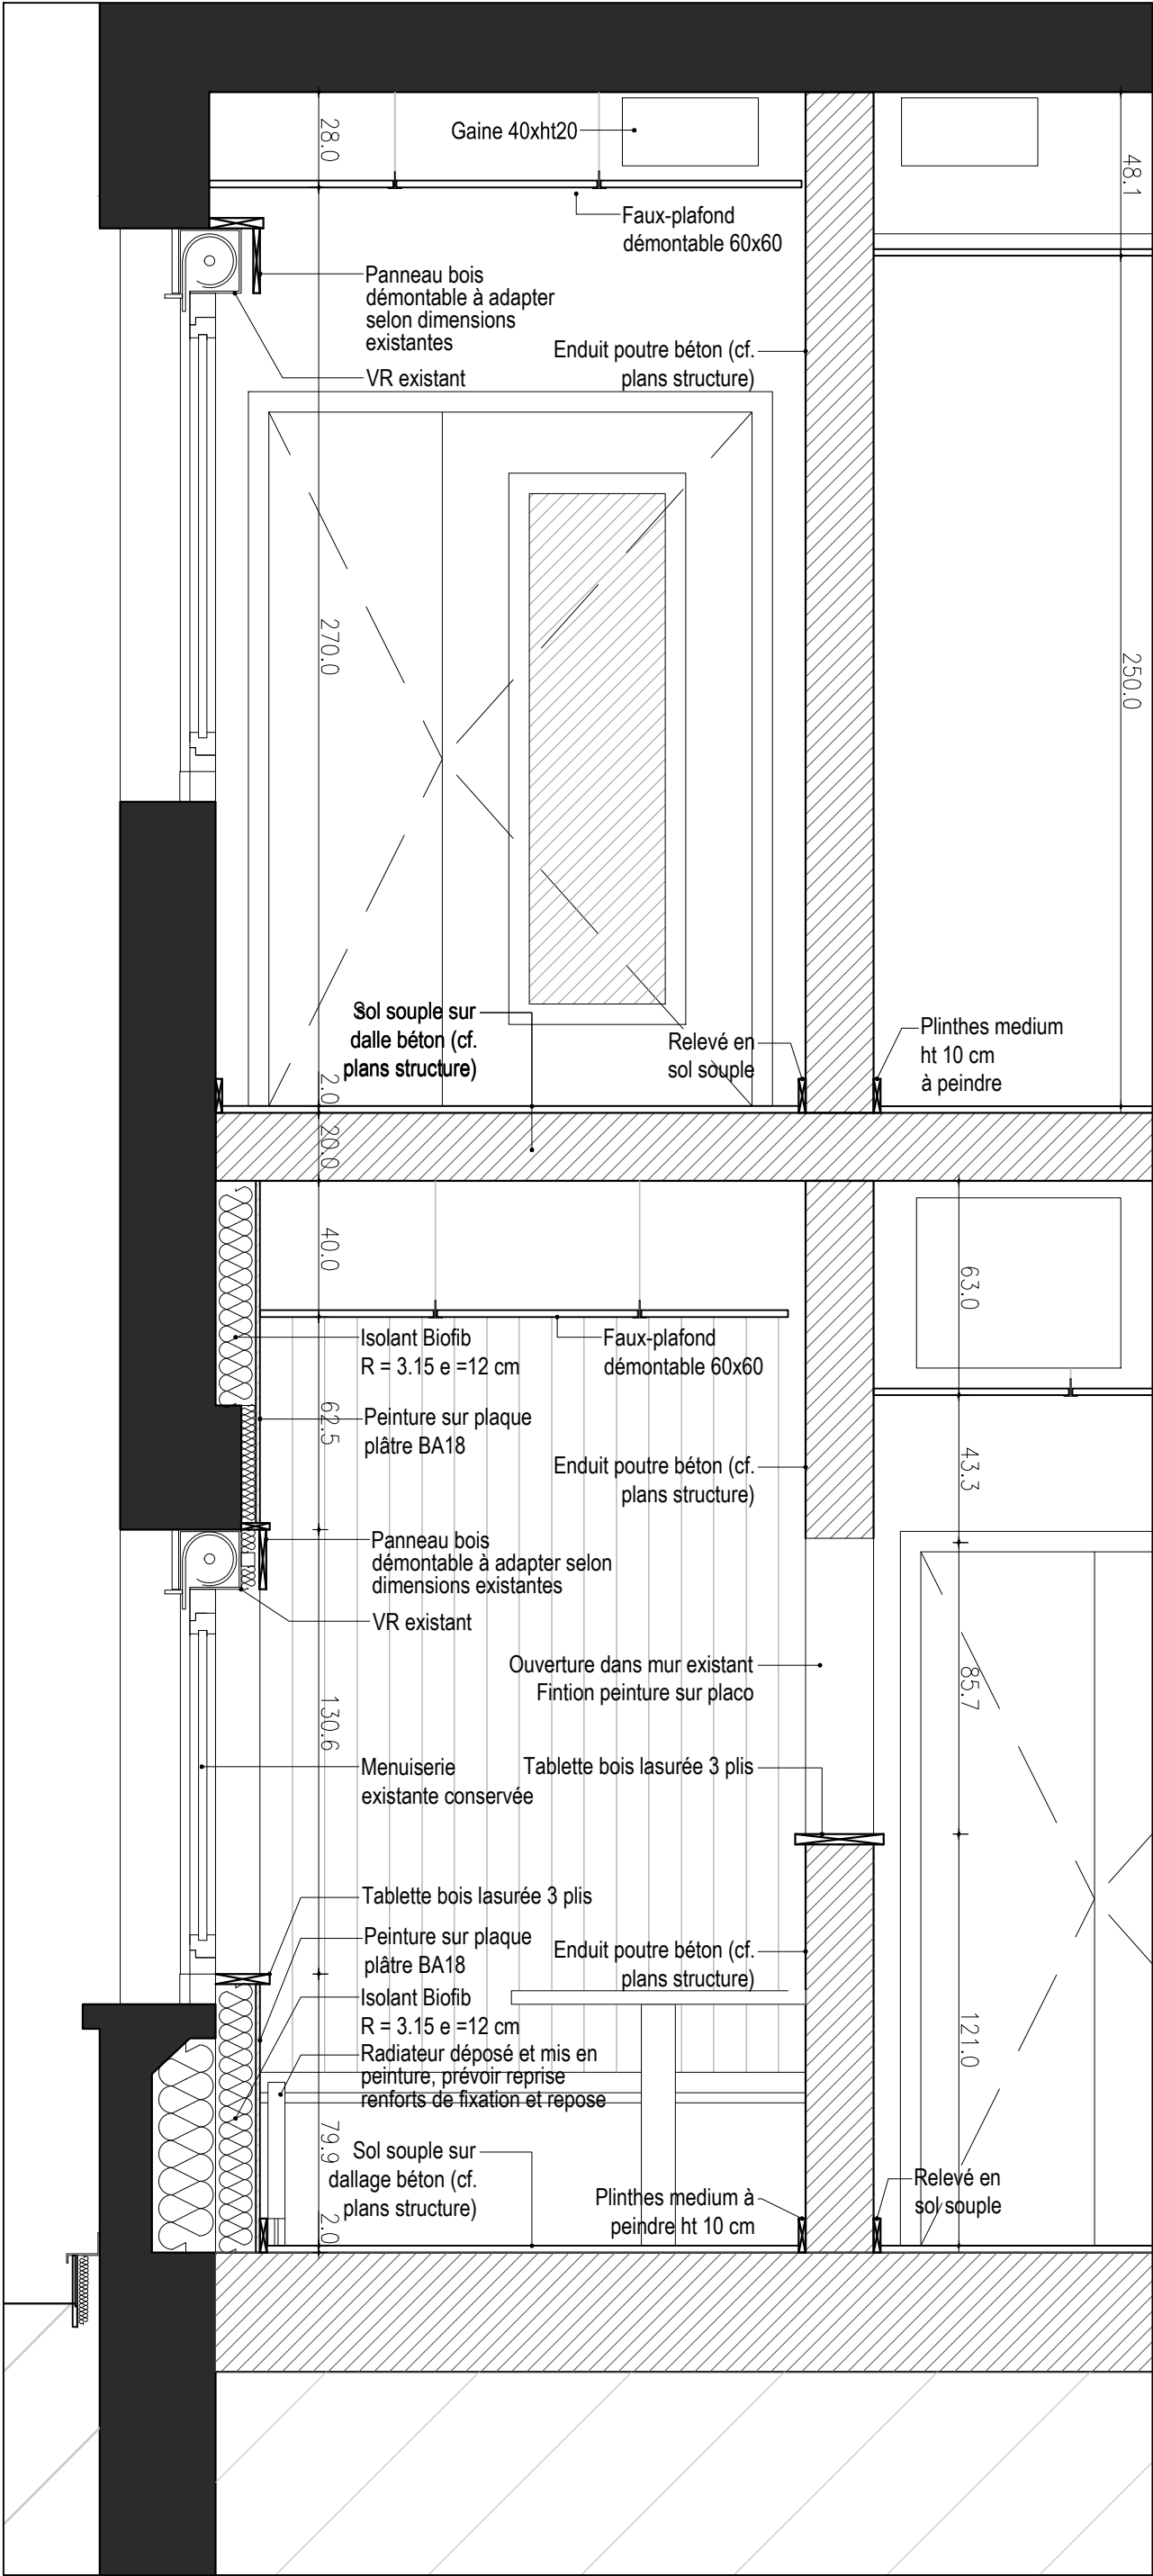 Gaine 40xht20
28.0
48.1
Faux-plafond
démontable 60x60
Panneau bois
démontable à adapter
selon dimensions
existantes
VR existant
Enduit poutre béton (cf.
plans structure)
270.0
250.0
Sol souple sur
dalle béton (cf.
plans structure)
Relevé en
sol souple
Plinthes medium
ht 10 cm
à peindre
2.0
20.0
40.0
63.0
Isolant Biofib
R = 3.15 e =12 cm
Faux-plafond
démontable 60x60
Peinture sur plaque
plâtre BA18
62.5
43.3
Enduit poutre béton (cf.
plans structure)
Panneau bois
démontable à adapter selon
dimensions existantes
VR existant
Ouverture dans mur existant
Fintion peinture sur placo
85.7
130.6
Menuiserie
existante conservée
Tablette bois lasurée 3 plis
Tablette bois lasurée 3 plis
Peinture sur plaque
plâtre BA18
Enduit poutre béton (cf.
plans structure)
Isolant Biofib
R = 3.15 e =12 cm
121.0
Radiateur déposé et mis en
peinture, prévoir reprise
renforts de fixation et repose
79.9
Sol souple sur
dallage béton (cf.
plans structure)
Plinthes medium à
peindre ht 10 cm
Relevé en
sol souple
2.0